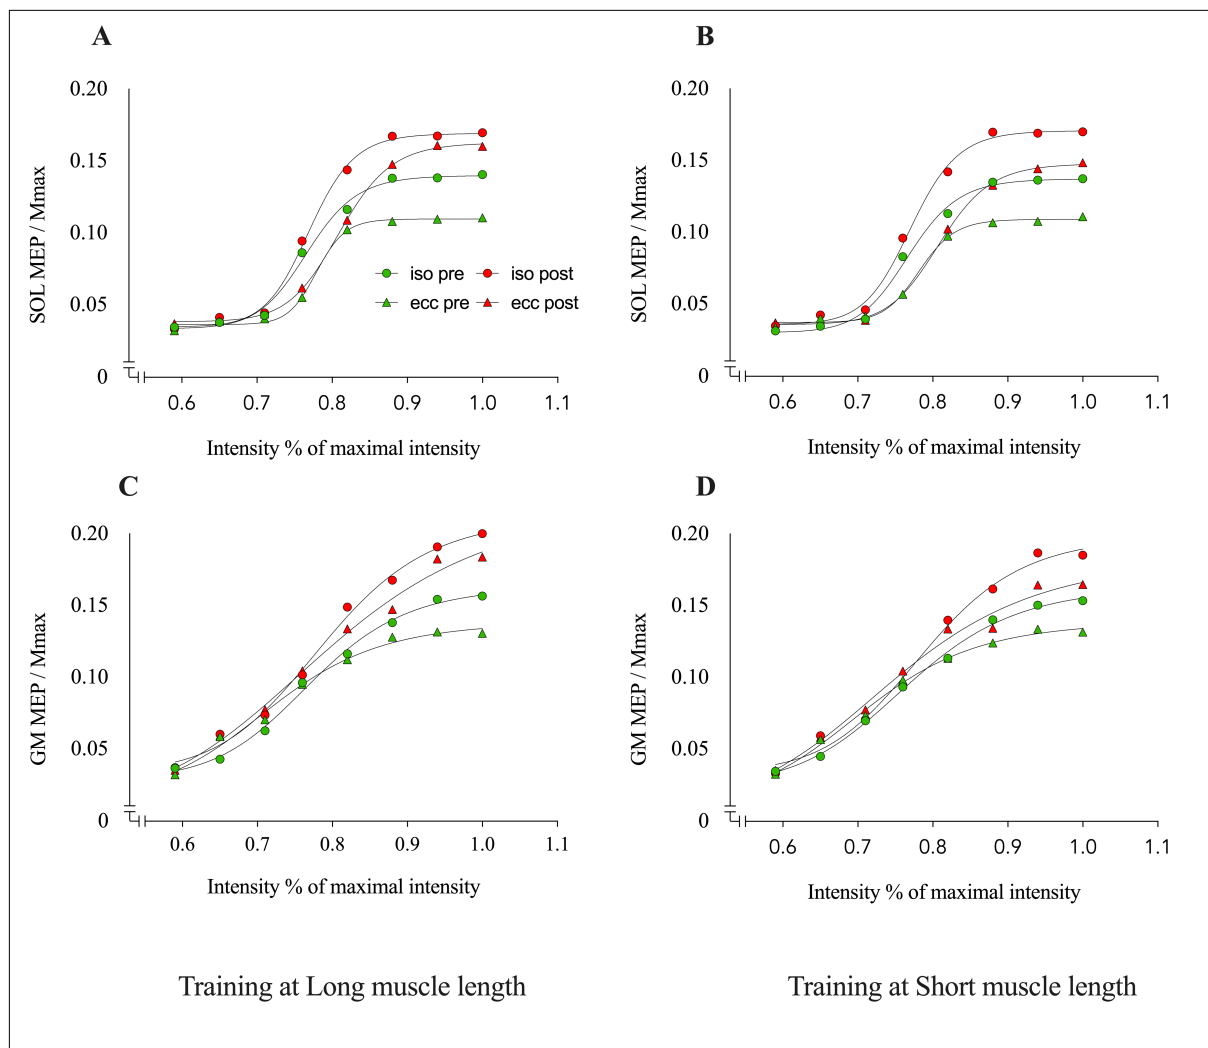 A
SOL MEP / Mmax
0.20
0.15
0.10
0.05
0
0.6 0.7 0.8 0.9 1.0 1.1
Intensity % of maximal intensity
iso pre iso post
ecc pre ecc post
B
SOL MEP / Mmax
0.20
0.15
0.10
0.05
0
0.6 0.7 0.8 0.9 1.0 1.1
Intensity % of maximal intensity
C
GM MEP / Mmax
0.20
0.15
0.10
0.05
0
0.6 0.7 0.8 0.9 1.0 1.1
Intensity % of maximal intensity
D
GM MEP / Mmax
0.20
0.15
0.10
0.05
0
0.6 0.7 0.8 0.9 1.0 1.1
Intensity % of maximal intensity
Training at Long muscle length
Training at Short muscle length